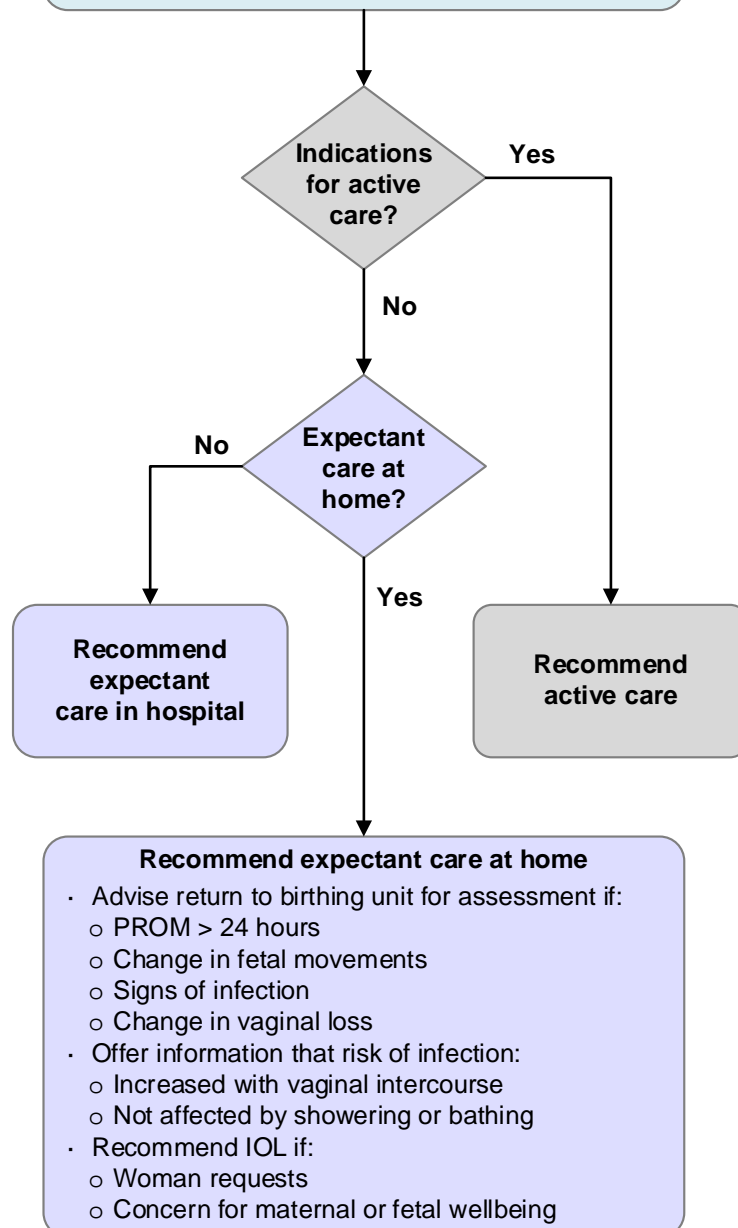 Indications
for active
care?
Yes
No
Expectant
care at
home?
No
Yes
Recommend
expectant
care in hospital
Recommend
active care
Recommend expectant care at home
· Advise return to birthing unit for assessment if:
o PROM > 24 hours
o Change in fetal movements
o Signs of infection
o Change in vaginal loss
· Offer information that risk of infection:
o Increased with vaginal intercourse
o Not affected by showering or bathing
· Recommend IOL if:
o Woman requests
o Concern for maternal or fetal wellbeing